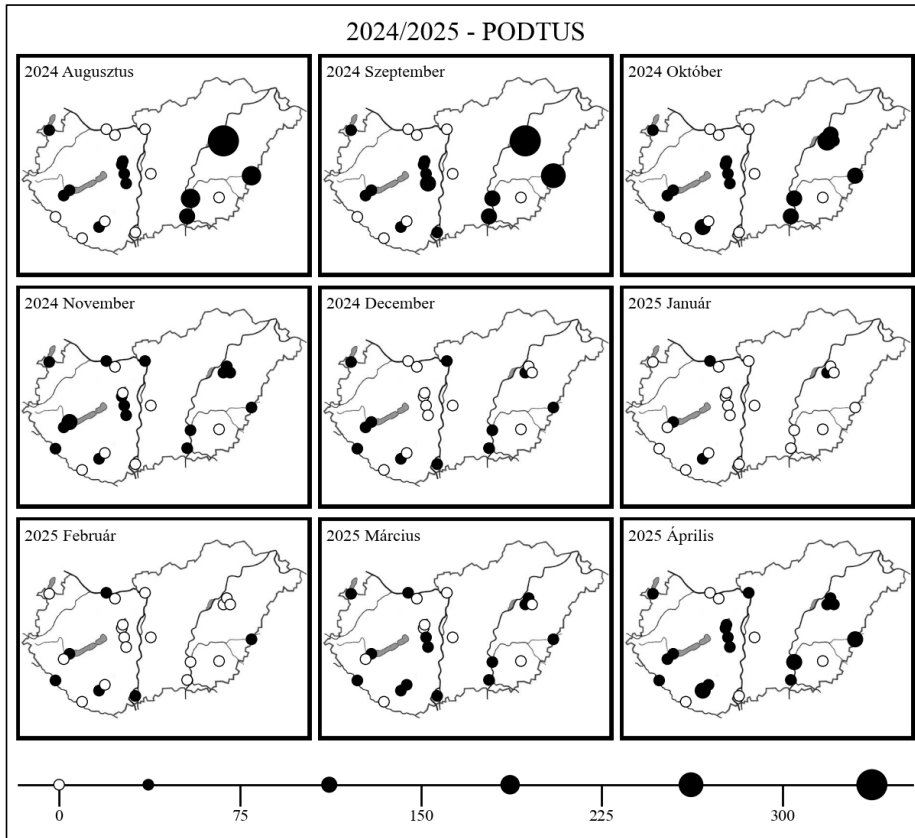 2024/2025 - PODTUS
2024 Augusztus
2024 Szeptember
2024 Október
2024 November
2024 December
2025 Január
2025 Február
2025 Március
2025 Április
0 75 150 225 300